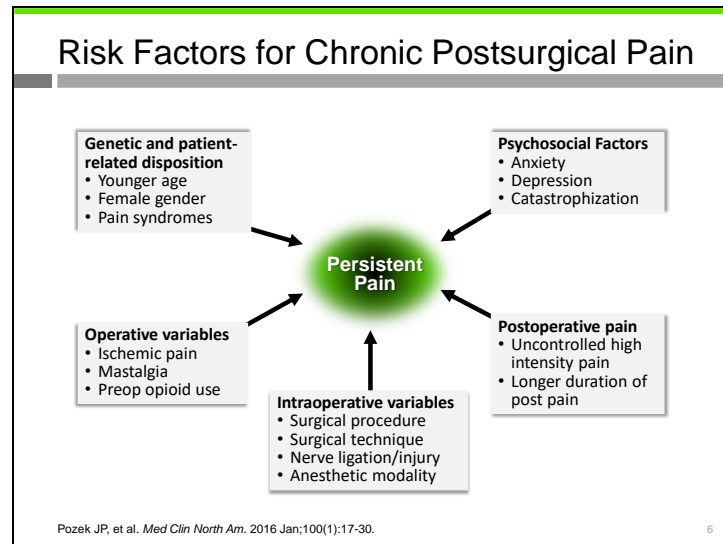 Risk Factors for Chronic Postsurgical Pain
Genetic and patient-
related disposition
• Younger age
• Female gender
• Pain syndromes
Psychosocial Factors
• Anxiety
• Depression
• Catastrophization
Persistent
Pain
Operative variables
• Ischemic pain
• Mastalgia
• Preop opioid use
Postoperative pain
• Uncontrolled high
intensity pain
• Longer duration of
post pain
Intraoperative variables
• Surgical procedure
• Surgical technique
• Nerve ligation/injury
• Anesthetic modality
Pozek JP, et al. Med Clin North Am. 2016 Jan;100(1):17-30.
6